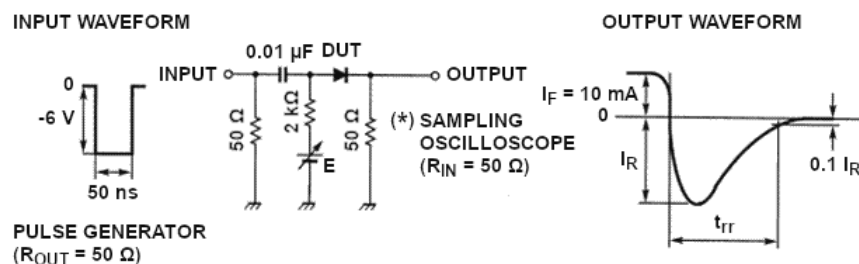 INPUT WAVEFORM
0
-6 V
50 ns
PULSE GENERATOR
(ROUT = 50 Ω)
0.01 µF DUT
INPUT
OUTPUT
50 Ω
2 kΩ
E
50 Ω
(*) SAMPLING
OSCILLOSCOPE
(RIN = 50 Ω)
OUTPUT WAVEFORM
IF = 10 mA
0
IR
0.1 IR
trr